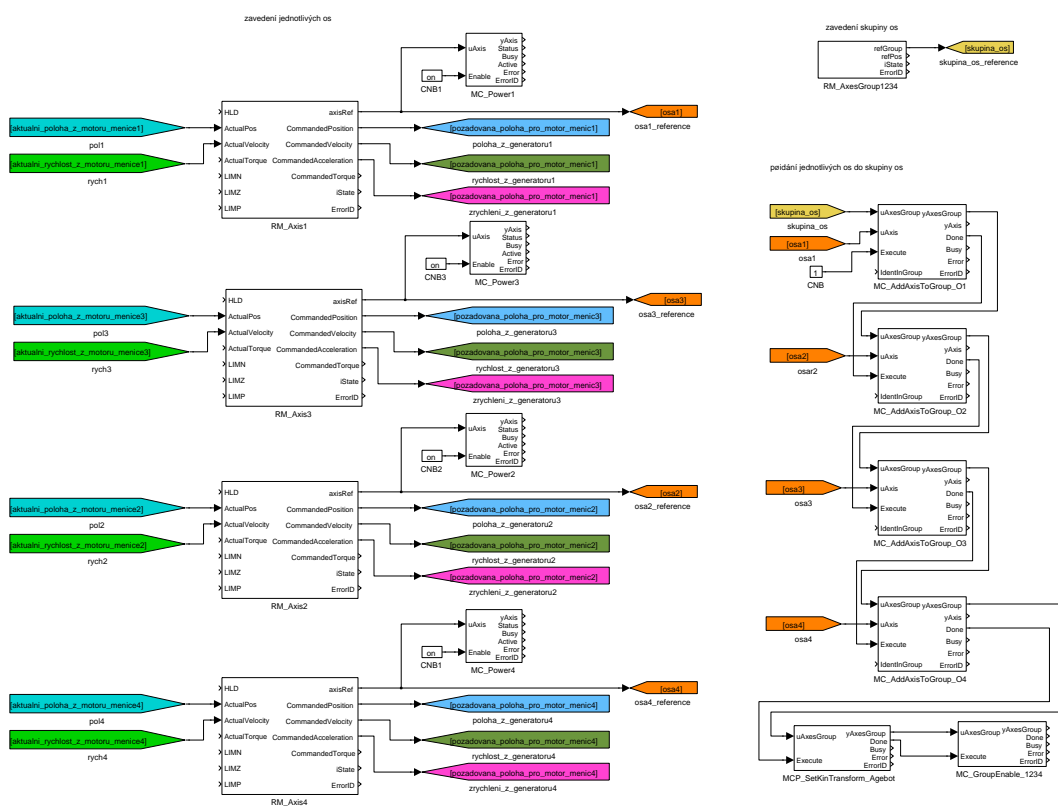 zavedení jednotlivých os
uAxis
Enable
yAxis
Status
Busy
Active
Error
ErrorID
MC_Power1
on
CNB1
HLD
ActualPos
ActualVelocity
ActualTorque
LIMN
LIMZ
LIMP
axisRef
CommandedPosition
CommandedVelocity
CommandedAcceleration
CommandedTorque
iState
ErrorID
RM_Axis1
[aktualni_poloha_z_motoru_menice1]
pol1
[aktualni_rychlost_z_motoru_menice1]
rych1
[osa1]
osa1_reference
[pozadovana_poloha_pro_motor_menic1]
poloha_z_generatoru1
[pozadovana_poloha_pro_motor_menic1]
rychlost_z_generatoru1
[pozadovana_poloha_pro_motor_menic1]
zrychleni_z_generatoru1
uAxis
Enable
yAxis
Status
Busy
Active
Error
ErrorID
MC_Power3
on
CNB3
HLD
ActualPos
ActualVelocity
ActualTorque
LIMN
LIMZ
LIMP
axisRef
CommandedPosition
CommandedVelocity
CommandedAcceleration
CommandedTorque
iState
ErrorID
RM_Axis3
[aktualni_poloha_z_motoru_menice3]
pol3
[aktualni_rychlost_z_motoru_menice3]
rych3
[osa3]
osa3_reference
[pozadovana_poloha_pro_motor_menic3]
poloha_z_generatoru3
[pozadovana_poloha_pro_motor_menic3]
rychlost_z_generatoru3
[pozadovana_poloha_pro_motor_menic3]
zrychleni_z_generatoru3
uAxis
Enable
yAxis
Status
Busy
Active
Error
ErrorID
MC_Power2
on
CNB2
HLD
ActualPos
ActualVelocity
ActualTorque
LIMN
LIMZ
LIMP
axisRef
CommandedPosition
CommandedVelocity
CommandedAcceleration
CommandedTorque
iState
ErrorID
RM_Axis2
[aktualni_poloha_z_motoru_menice2]
pol2
[aktualni_rychlost_z_motoru_menice2]
rych2
[osa2]
osa2_reference
[pozadovana_poloha_pro_motor_menic2]
poloha_z_generatoru2
[pozadovana_poloha_pro_motor_menic2]
rychlost_z_generatoru2
[pozadovana_poloha_pro_motor_menic2]
zrychleni_z_generatoru2
uAxis
Enable
yAxis
Status
Busy
Active
Error
ErrorID
MC_Power4
on
CNB1
HLD
ActualPos
ActualVelocity
ActualTorque
LIMN
LIMZ
LIMP
axisRef
CommandedPosition
CommandedVelocity
CommandedAcceleration
CommandedTorque
iState
ErrorID
RM_Axis4
[aktualni_poloha_z_motoru_menice4]
pol4
[aktualni_rychlost_z_motoru_menice4]
rych4
[osa4]
osa4_reference
[pozadovana_poloha_pro_motor_menic4]
poloha_z_generatoru4
[pozadovana_poloha_pro_motor_menic4]
rychlost_z_generatoru4
[pozadovana_poloha_pro_motor_menic4]
zrychleni_z_generatoru4
zavedení skupiny os
refGroup
refPos
iState
ErrorID
RM_AxesGroup1234
[skupina_os]
skupina_os_reference
pøidání jednotlivých os do skupiny os
[skupina_os]
skupina_os
[osa1]
osa1
1
CNB
uAxesGroup
uAxis
Execute
IdentInGroup
yAxesGroup
yAxis
Done
Busy
Error
ErrorID
MC_AddAxisToGroup_O1
[osa2]
osar2
uAxesGroup
uAxis
Execute
IdentInGroup
yAxesGroup
yAxis
Done
Busy
Error
ErrorID
MC_AddAxisToGroup_O2
[osa3]
osa3
uAxesGroup
uAxis
Execute
IdentInGroup
yAxesGroup
yAxis
Done
Busy
Error
ErrorID
MC_AddAxisToGroup_O3
[osa4]
osa4
uAxesGroup
uAxis
Execute
IdentInGroup
yAxesGroup
yAxis
Done
Busy
Error
ErrorID
MC_AddAxisToGroup_O4
uAxesGroup
Execute
yAxesGroup
Done
Busy
Error
ErrorID
MCP_SetKinTransform_Agebot
uAxesGroup
Execute
yAxesGroup
Done
Busy
Error
ErrorID
MC_GroupEnable_1234